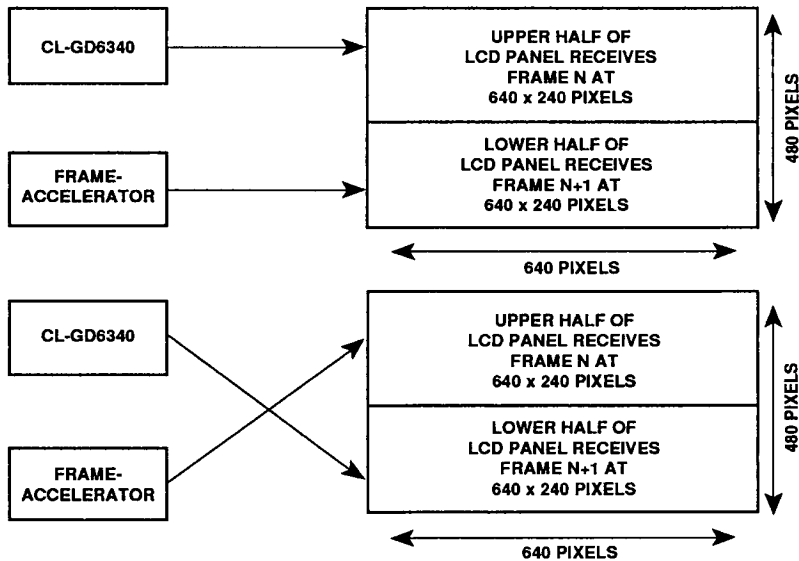 CL-GD6340
UPPER HALF OF
LCD PANEL RECEIVES
FRAME N AT
640 x 240 PIXELS
FRAME-
ACCELERATOR
LOWER HALF OF
LCD PANEL RECEIVES
FRAME N+1 AT
640 x 240 PIXELS
480 PIXELS
640 PIXELS
CL-GD6340
UPPER HALF OF
LCD PANEL RECEIVES
FRAME N AT
640 x 240 PIXELS
FRAME-
ACCELERATOR
LOWER HALF OF
LCD PANEL RECEIVES
FRAME N+1 AT
640 x 240 PIXELS
480 PIXELS
640 PIXELS